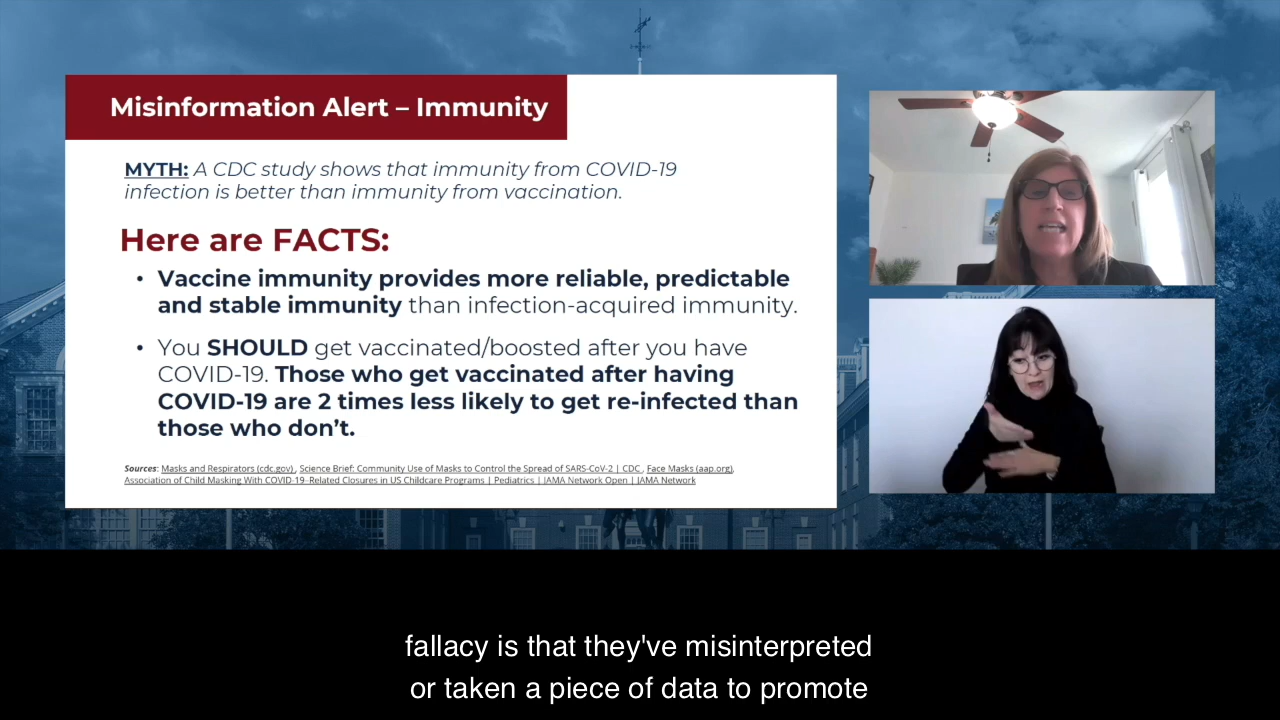 Misinformation Alert – Immunity
MYTH: A CDC study shows that immunity from COVID-19
infection is better than immunity from vaccination.
Here are FACTS:
• Vaccine immunity provides more reliable, predictable
and stable immunity than infection-acquired immunity.
• You SHOULD get vaccinated/boosted after you have
COVID-19. Those who get vaccinated after having
COVID-19 are 2 times less likely to get re-infected than
those who don't.
Sources: Masks and Respirators (cdc.gov) , Science Brief: Community Use of Masks to Control the Spread of SARS-CoV-2 | CDC , Face Masks (aap.org),
Association of Child Masking With COVID-19–Related Closures in US Childcare Programs | Pediatrics | JAMA Network Open | JAMA Network
fallacy is that they've misinterpreted
or taken a piece of data to promote